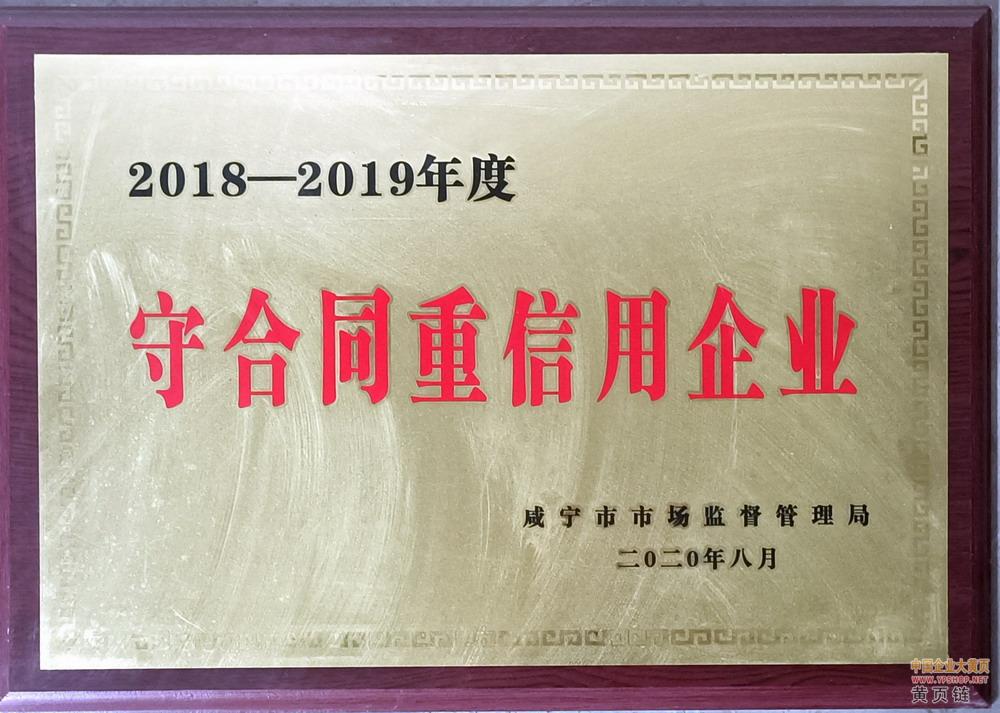 2018—2019年度
守合同重信用企业
咸宁市市场监督管理局
二〇二〇年八月
中国企业大黄页
WWW.YPSHOP.NET
黄页链